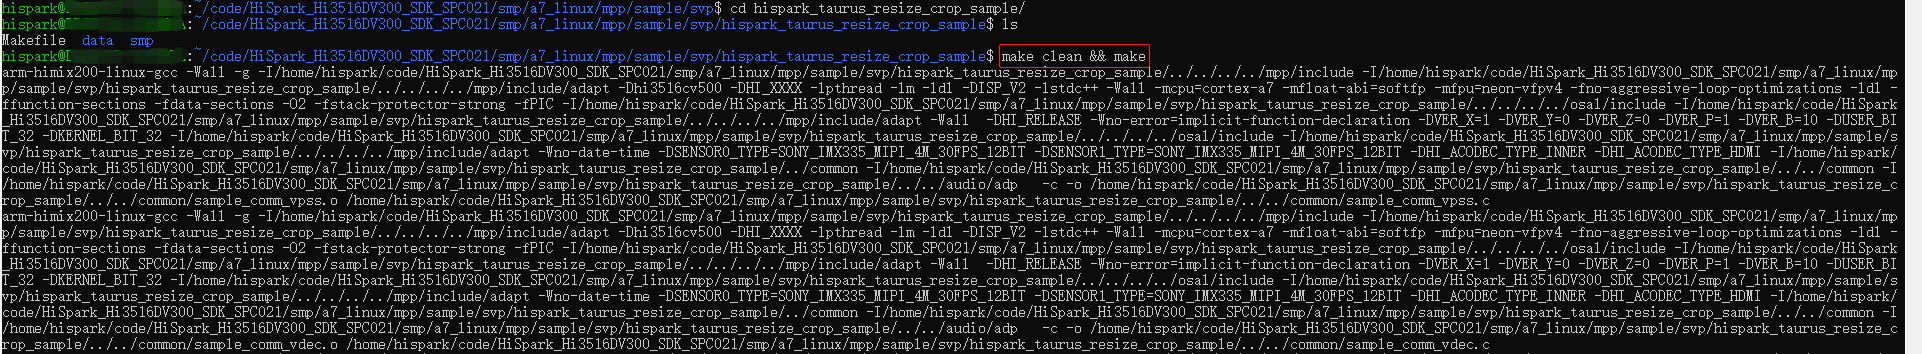 hispark@:~/code/HiSpark_Hi3516DV300_SDK_SPC021/smp/a7_linux/mpp/sample/svp$ cd hispark_taurus_resize_crop_sample/
hispark@:~/code/HiSpark_Hi3516DV300_SDK_SPC021/smp/a7_linux/mpp/sample/svp/hispark_taurus_resize_crop_sample$ ls
Makefile  data  smp
hispark@:~/code/HiSpark_Hi3516DV300_SDK_SPC021/smp/a7_linux/mpp/sample/svp/hispark_taurus_resize_crop_sample$ make clean && make
arm-himix200-linux-gcc -Wall -g -I/home/hispark/code/HiSpark_Hi3516DV300_SDK_SPC021/smp/a7_linux/mpp/sample/svp/hispark_taurus_resize_crop_sample/../../../../mpp/include -I/home/hispark/code/HiSpark_Hi3516DV300_SDK_SPC021/smp/a7_linux/mp
p/sample/svp/hispark_taurus_resize_crop_sample/../../../../mpp/include/adapt -Dhi3516cv500 -DHI_XXXX -lpthread -lm -ldl -DISP_V2 -lstdc++ -Wall -mcpu=cortex-a7 -mfloat-abi=softfp -mfpu=neon-vfpv4 -fno-aggressive-loop-optimizations -ldl -
ffunction-sections -fdata-sections -O2 -fstack-protector-strong -fPIC -I/home/hispark/code/HiSpark_Hi3516DV300_SDK_SPC021/smp/a7_linux/mpp/sample/svp/hispark_taurus_resize_crop_sample/../../../../osal/include -I/home/hispark/code/HiSpark
_Hi3516DV300_SDK_SPC021/smp/a7_linux/mpp/sample/svp/hispark_taurus_resize_crop_sample/../../../../mpp/include/adapt -Wall  -DHI_RELEASE -Wno-error=implicit-function-declaration -DVER_X=1 -DVER_Y=0 -DVER_Z=0 -DVER_P=1 -DVER_B=10 -DUSER_BI
T_32 -DKERNEL_BIT_32 -I/home/hispark/code/HiSpark_Hi3516DV300_SDK_SPC021/smp/a7_linux/mpp/sample/svp/hispark_taurus_resize_crop_sample/../../../../osal/include -I/home/hispark/code/HiSpark_Hi3516DV300_SDK_SPC021/smp/a7_linux/mpp/sample/
svp/hispark_taurus_resize_crop_sample/../../../../mpp/include/adapt -Wno-date-time -DSENSOR0_TYPE=SONY_IMX335_MIPI_4M_30FPS_12BIT -DSENSOR1_TYPE=SONY_IMX335_MIPI_4M_30FPS_12BIT -DHI_ACODEC_TYPE_INNER -DHI_ACODEC_TYPE_HDMI -I/home/hispark/
code/HiSpark_Hi3516DV300_SDK_SPC021/smp/a7_linux/mpp/sample/svp/hispark_taurus_resize_crop_sample/../common -I/home/hispark/code/HiSpark_Hi3516DV300_SDK_SPC021/smp/a7_linux/mpp/sample/svp/hispark_taurus_resize_crop_sample/../../common -I
/home/hispark/code/HiSpark_Hi3516DV300_SDK_SPC021/smp/a7_linux/mpp/sample/svp/hispark_taurus_resize_crop_sample/../../audio/adp   -c -o /home/hispark/code/HiSpark_Hi3516DV300_SDK_SPC021/smp/a7_linux/mpp/sample/svp/hispark_taurus_resize_c
rop_sample/../../common/sample_comm_vpss.o /home/hispark/code/HiSpark_Hi3516DV300_SDK_SPC021/smp/a7_linux/mpp/sample/svp/hispark_taurus_resize_crop_sample/../../common/sample_comm_vpss.c
arm-himix200-linux-gcc -Wall -g -I/home/hispark/code/HiSpark_Hi3516DV300_SDK_SPC021/smp/a7_linux/mpp/sample/svp/hispark_taurus_resize_crop_sample/../../../../mpp/include -I/home/hispark/code/HiSpark_Hi3516DV300_SDK_SPC021/smp/a7_linux/mp
p/sample/svp/hispark_taurus_resize_crop_sample/../../../../mpp/include/adapt -Dhi3516cv500 -DHI_XXXX -lpthread -lm -ldl -DISP_V2 -lstdc++ -Wall -mcpu=cortex-a7 -mfloat-abi=softfp -mfpu=neon-vfpv4 -fno-aggressive-loop-optimizations -ldl -
ffunction-sections -fdata-sections -O2 -fstack-protector-strong -fPIC -I/home/hispark/code/HiSpark_Hi3516DV300_SDK_SPC021/smp/a7_linux/mpp/sample/svp/hispark_taurus_resize_crop_sample/../../../../osal/include -I/home/hispark/code/HiSpark
_Hi3516DV300_SDK_SPC021/smp/a7_linux/mpp/sample/svp/hispark_taurus_resize_crop_sample/../../../../mpp/include/adapt -Wall  -DHI_RELEASE -Wno-error=implicit-function-declaration -DVER_X=1 -DVER_Y=0 -DVER_Z=0 -DVER_P=1 -DVER_B=10 -DUSER_BI
T_32 -DKERNEL_BIT_32 -I/home/hispark/code/HiSpark_Hi3516DV300_SDK_SPC021/smp/a7_linux/mpp/sample/svp/hispark_taurus_resize_crop_sample/../../../../osal/include -I/home/hispark/code/HiSpark_Hi3516DV300_SDK_SPC021/smp/a7_linux/mpp/sample/
svp/hispark_taurus_resize_crop_sample/../../../../mpp/include/adapt -Wno-date-time -DSENSOR0_TYPE=SONY_IMX335_MIPI_4M_30FPS_12BIT -DSENSOR1_TYPE=SONY_IMX335_MIPI_4M_30FPS_12BIT -DHI_ACODEC_TYPE_INNER -DHI_ACODEC_TYPE_HDMI -I/home/hispark/
code/HiSpark_Hi3516DV300_SDK_SPC021/smp/a7_linux/mpp/sample/svp/hispark_taurus_resize_crop_sample/../common -I/home/hispark/code/HiSpark_Hi3516DV300_SDK_SPC021/smp/a7_linux/mpp/sample/svp/hispark_taurus_resize_crop_sample/../../common -I
/home/hispark/code/HiSpark_Hi3516DV300_SDK_SPC021/smp/a7_linux/mpp/sample/svp/hispark_taurus_resize_crop_sample/../../audio/adp   -c -o /home/hispark/code/HiSpark_Hi3516DV300_SDK_SPC021/smp/a7_linux/mpp/sample/svp/hispark_taurus_resize_c
rop_sample/../../common/sample_comm_vdec.o /home/hispark/code/HiSpark_Hi3516DV300_SDK_SPC021/smp/a7_linux/mpp/sample/svp/hispark_taurus_resize_crop_sample/../../common/sample_comm_vdec.c